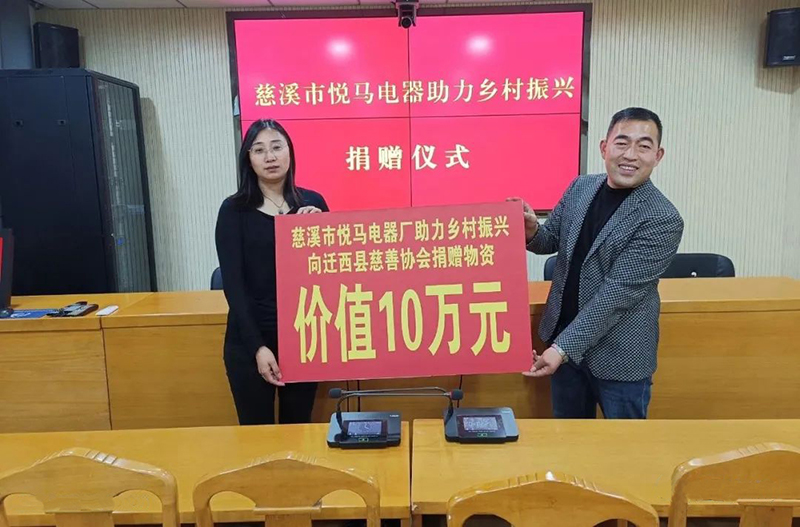 慈溪市悦马电器助力乡村振兴
捐赠仪式
慈溪市悦马电器厂助力乡村振兴
向迁西县慈善协会捐赠物资
价值10万元